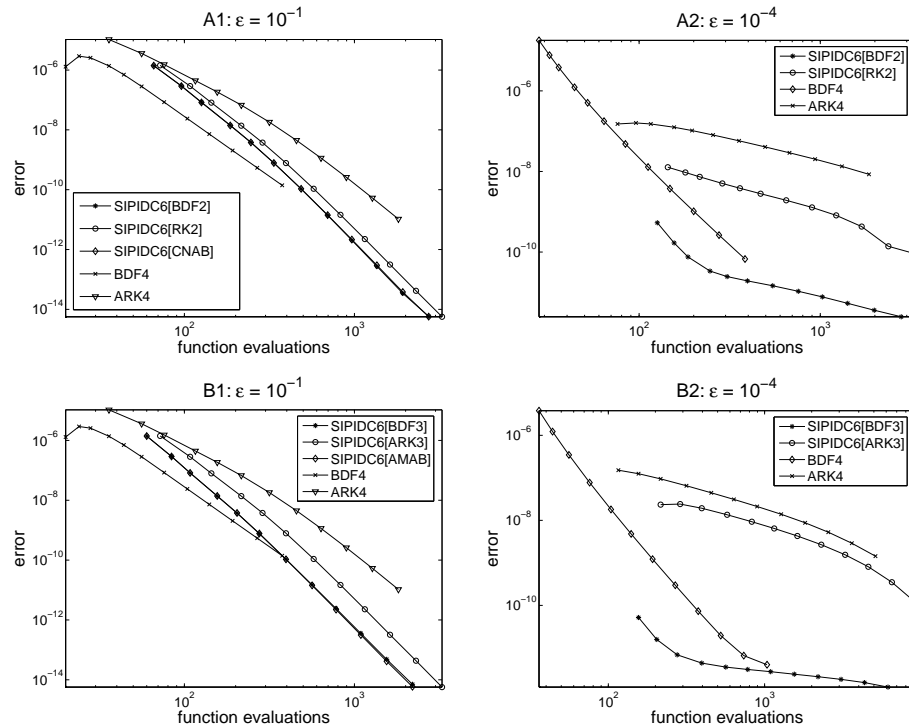 A1: ε = 10⁻¹
10⁻⁶
10⁻⁸
10⁻¹⁰
10⁻¹²
10⁻¹⁴
error
SIPIDC6[BDF2]
SIPIDC6[RK2]
SIPIDC6[CNAB]
BDF4
ARK4
10²
10³
function evaluations
A2: ε = 10⁻⁴
10⁻⁶
10⁻⁸
10⁻¹⁰
error
SIPIDC6[BDF2]
SIPIDC6[RK2]
BDF4
ARK4
10²
10³
function evaluations
B1: ε = 10⁻¹
10⁻⁶
10⁻⁸
10⁻¹⁰
10⁻¹²
10⁻¹⁴
error
SIPIDC6[BDF3]
SIPIDC6[ARK3]
SIPIDC6[AMAB]
BDF4
ARK4
10²
10³
function evaluations
B2: ε = 10⁻⁴
10⁻⁶
10⁻⁸
10⁻¹⁰
error
SIPIDC6[BDF3]
SIPIDC6[ARK3]
BDF4
ARK4
10²
10³
function evaluations